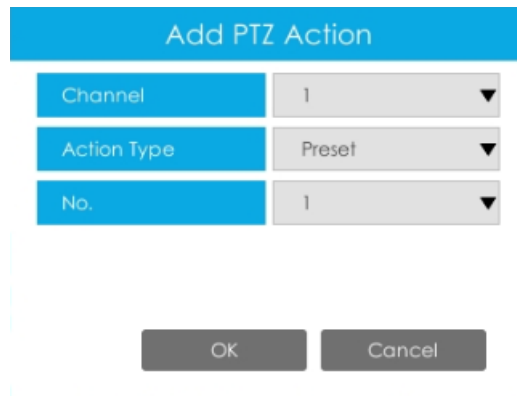 Add PTZ Action
Channel 1
Action Type Preset
No. 1
OK Cancel